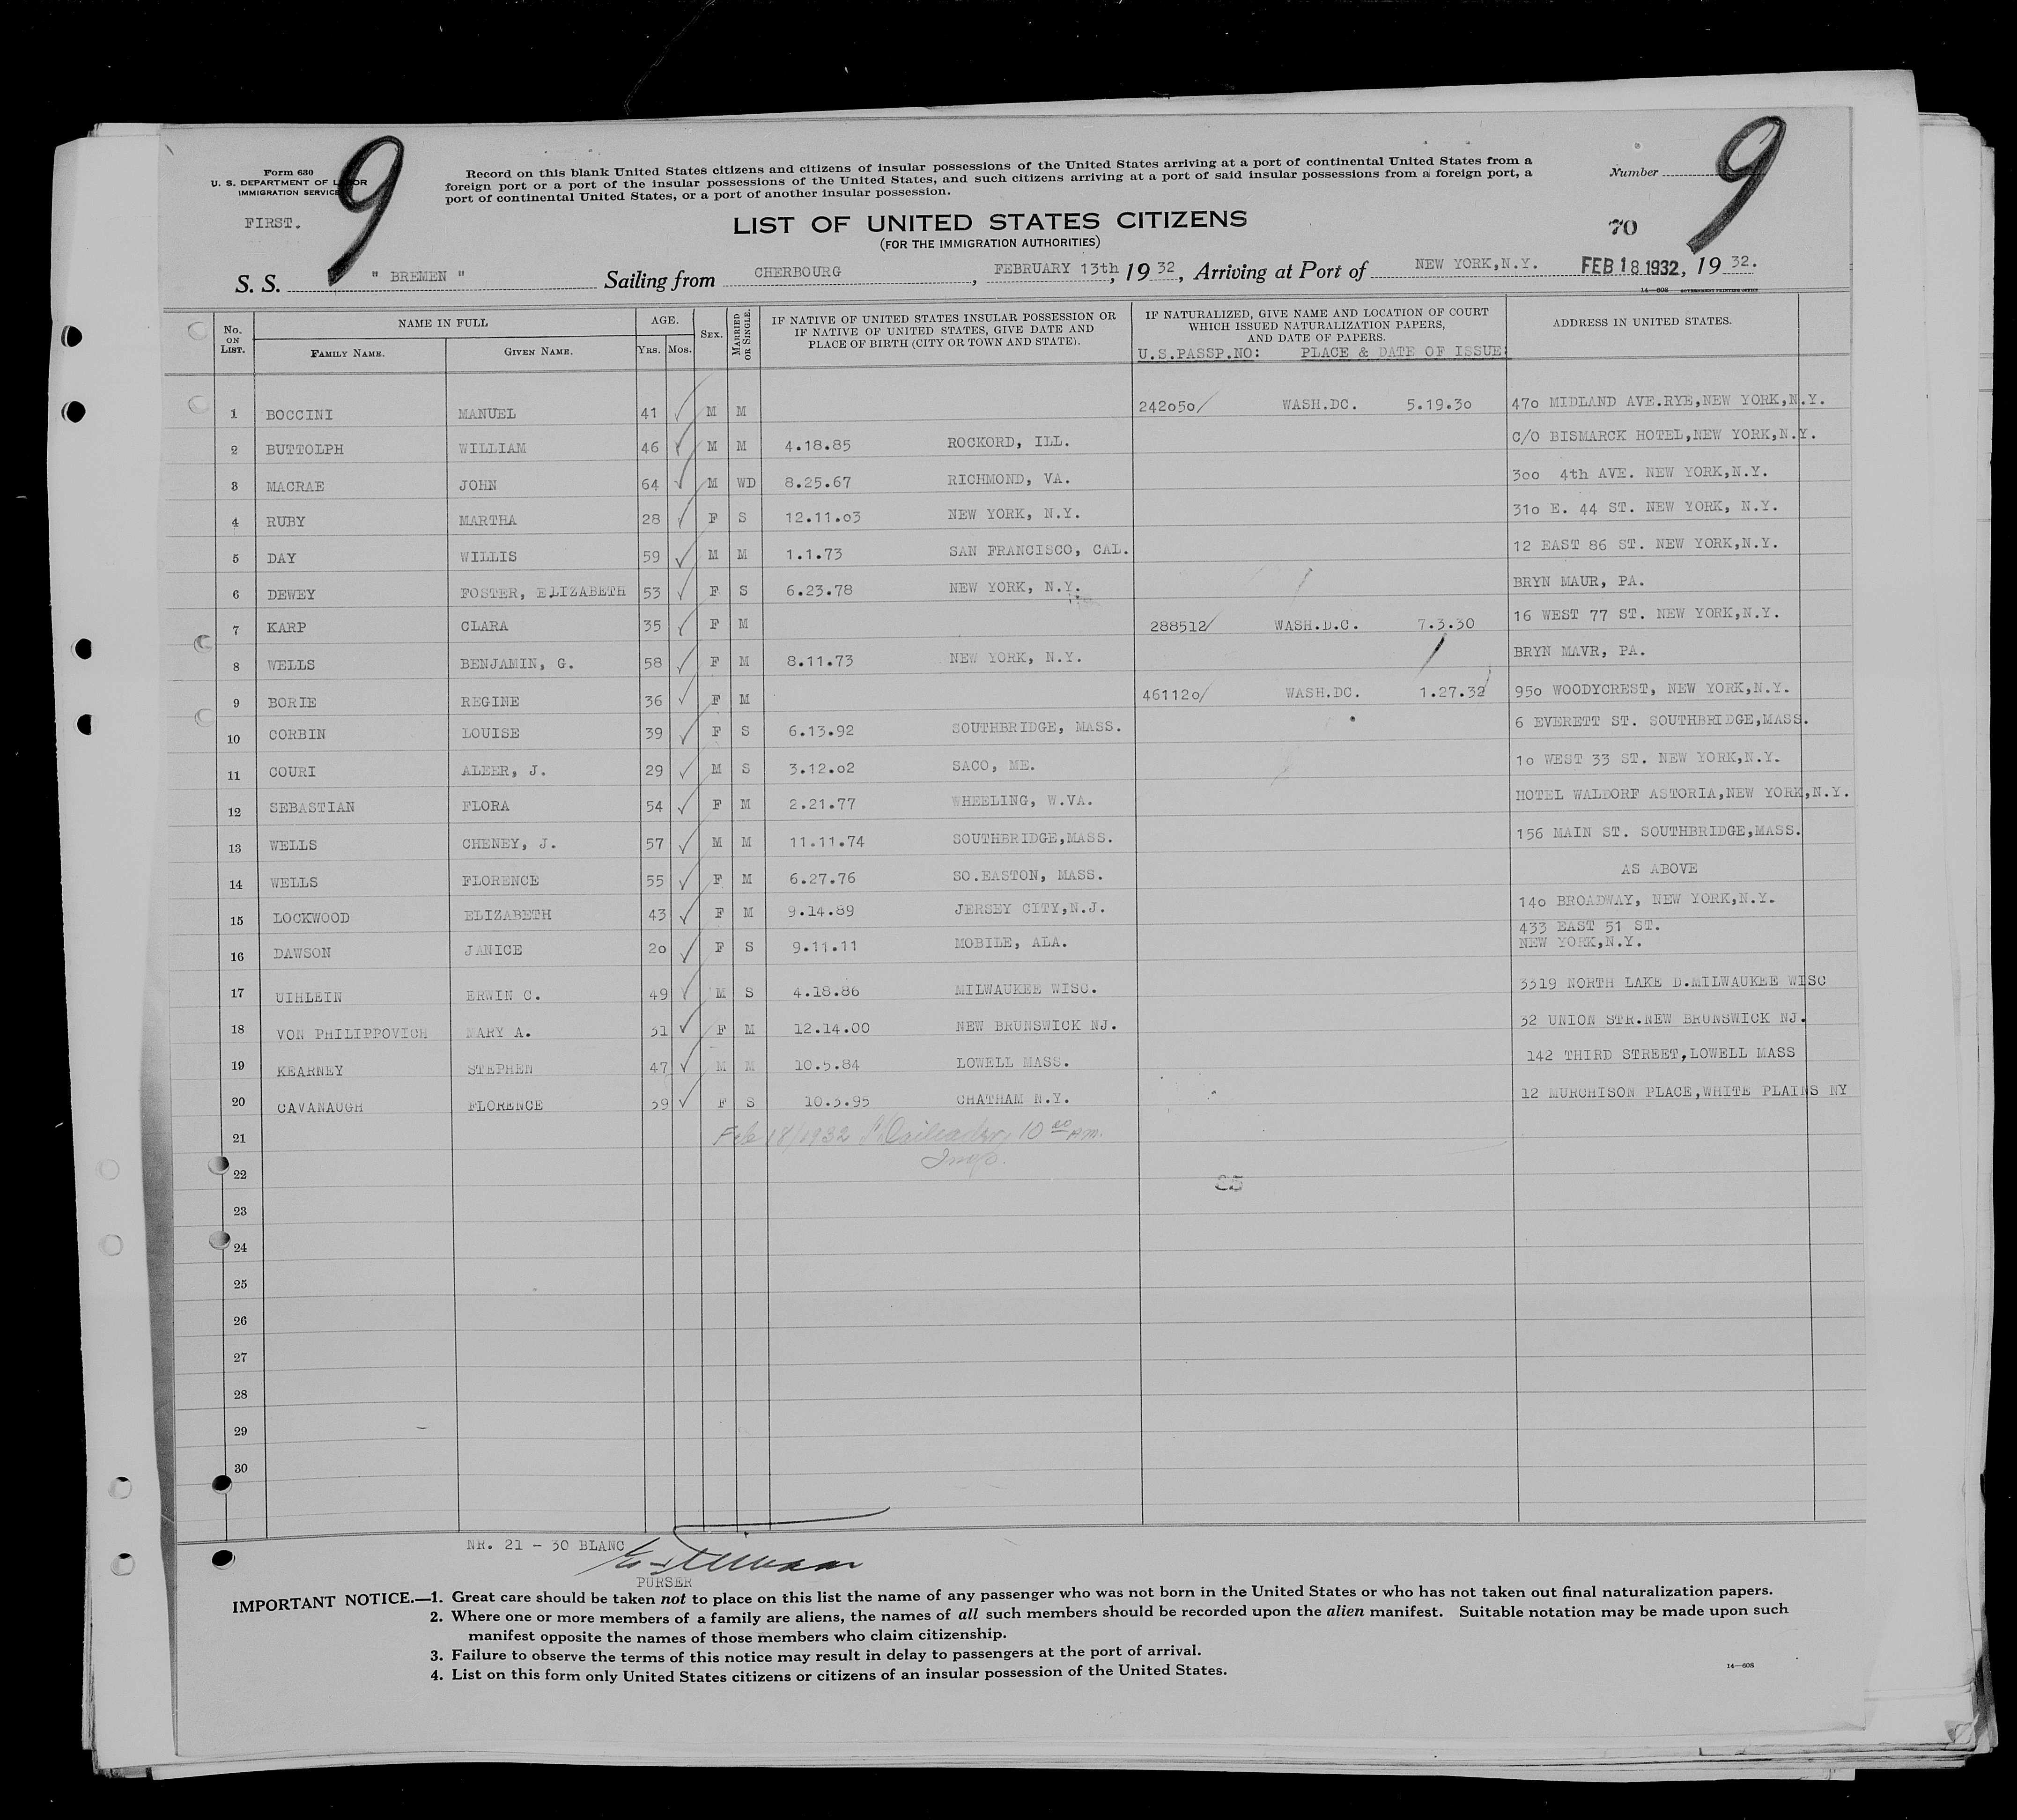 Form 630
U. S. DEPARTMENT OF LABOR
IMMIGRATION SERVICE
FIRST.
9
Record on this blank United States citizens and citizens of insular possessions of the United States arriving at a port of continental United States from a
foreign port or a port of the insular possessions of the United States, and such citizens arriving at a port of said insular possessions from a foreign port, a
port of continental United States, or a port of another insular possession.
Number
9
70
LIST OF UNITED STATES CITIZENS
(FOR THE IMMIGRATION AUTHORITIES)
S. S. " BREMEN " Sailing from CHERBOURG, FEBRUARY 13th, 1932, Arriving at Port of NEW YORK,N.Y. FEB 18 1932, 19 32.
14—608 GOVERNMENT PRINTING OFFICE
No. ON LIST. NAME IN FULL FAMILY NAME. GIVEN NAME. AGE. YRS. MOS. SEX. MARRIED OR SINGLE. IF NATIVE OF UNITED STATES INSULAR POSSESSION OR IF NATIVE OF UNITED STATES, GIVE DATE AND PLACE OF BIRTH (CITY OR TOWN AND STATE). IF NATURALIZED, GIVE NAME AND LOCATION OF COURT WHICH ISSUED NATURALIZATION PAPERS, AND DATE OF PAPERS. U.S.PASSP.NO: PLACE & DATE OF ISSUE: ADDRESS IN UNITED STATES.
1 BOCCINI MANUEL 41 M M 242050/ WASH.DC. 5.19.30 470 MIDLAND AVE.RYE,NEW YORK,N.Y.
2 BUTTOLPH WILLIAM 46 M M 4.18.85 ROCKORD, ILL. C/O BISMARCK HOTEL,NEW YORK,N.Y.
3 MACRAE JOHN 64 M WD 8.25.67 RICHMOND, VA. 300 4th AVE. NEW YORK,N.Y.
4 RUBY MARTHA 28 F S 12.11.03 NEW YORK, N.Y. 310 E. 44 ST. NEW YORK, N.Y.
5 DAY WILLIS 59 M M 1.1.73 SAN FRANCISCO, CAL. 12 EAST 86 ST. NEW YORK,N.Y.
6 DEWEY FOSTER, ELIZABETH 53 F S 6.23.78 NEW YORK, N.Y. BRYN MAUR, PA.
7 KARP CLARA 35 F M 288512/ WASH.D.C. 7.3.30 16 WEST 77 ST. NEW YORK,N.Y.
8 WELLS BENJAMIN, G. 58 F M 8.11.73 NEW YORK, N.Y. BRYN MAVR, PA.
9 BORIE REGINE 36 F M 461120/ WASH.DC. 1.27.32 950 WOODYCREST, NEW YORK,N.Y.
10 CORBIN LOUISE 39 F S 6.13.92 SOUTHBRIDGE, MASS. 6 EVERETT ST. SOUTHBRIDGE,MASS.
11 COURI ALEER, J. 29 M S 3.12.02 SACO, ME. 10 WEST 33 ST. NEW YORK,N.Y.
12 SEBASTIAN FLORA 54 F M 2.21.77 WHEELING, W.VA. HOTEL WALDORF ASTORIA,NEW YORK,N.Y.
13 WELLS CHENEY, J. 57 M M 11.11.74 SOUTHBRIDGE,MASS. 156 MAIN ST. SOUTHBRIDGE,MASS.
14 WELLS FLORENCE 55 F M 6.27.76 SO.EASTON, MASS. AS ABOVE
15 LOCKWOOD ELIZABETH 43 F M 9.14.89 JERSEY CITY,N.J. 140 BROADWAY, NEW YORK,N.Y.
16 DAWSON JANICE 20 F S 9.11.11 MOBILE, ALA. 433 EAST 51 ST.
NEW YORK,N.Y.
17 UIHLEIN ERWIN C. 49 M S 4.18.86 MILWAUKEE WISC. 3319 NORTH LAKE D.MILWAUKEE WISC
18 VON PHILIPPOVICH MARY A. 31 F M 12.14.00 NEW BRUNSWICK NJ. 32 UNION STR.NEW BRUNSWICK NJ.
19 KEARNEY STEPHEN 47 M M 10.5.84 LOWELL MASS. 142 THIRD STREET,LOWELL MASS
20 CAVANAUGH FLORENCE 39 F S 10.3.95 CHATHAM N.Y. 12 MURCHISON PLACE,WHITE PLAINS NY
21 Feb 18/1932 10 00 p.m.
Insp.
22
23
24
25
26
27
28
29
30
NR. 21 - 30 BLANC
PURSER
IMPORTANT NOTICE.—1. Great care should be taken not to place on this list the name of any passenger who was not born in the United States or who has not taken out final naturalization papers.
2. Where one or more members of a family are aliens, the names of all such members should be recorded upon the alien manifest. Suitable notation may be made upon such
manifest opposite the names of those members who claim citizenship.
3. Failure to observe the terms of this notice may result in delay to passengers at the port of arrival.
4. List on this form only United States citizens or citizens of an insular possession of the United States.
14—608